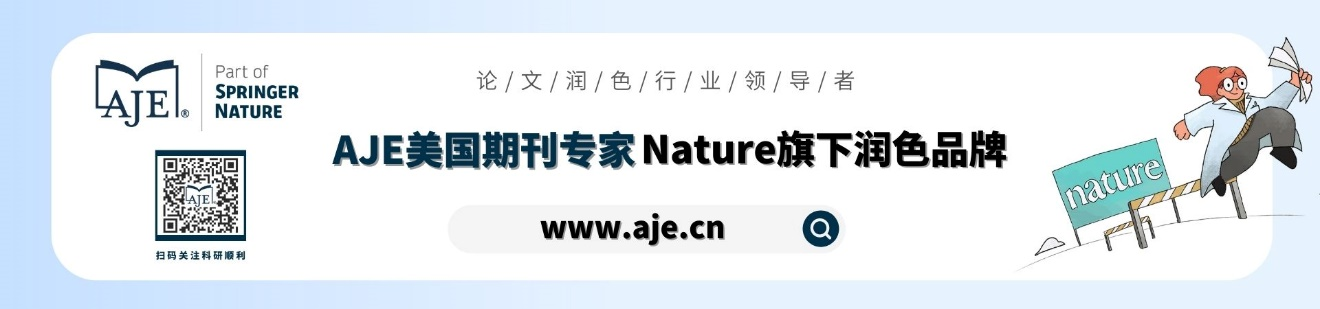 AJE®
Part of
SPRINGER
NATURE
论/文/润/色/行/业/领/导/者
AJE美国期刊专家 Nature旗下润色品牌
www.aje.cn
AJE
扫码关注科研顺利
nature